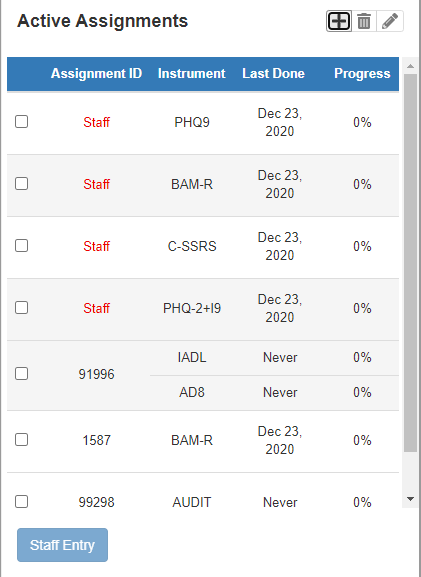 Active Assignments
Assignment ID Instrument Last Done Progress
Staff PHQ9 Dec 23, 2020 0%
Staff BAM-R Dec 23, 2020 0%
Staff C-SSRS Dec 23, 2020 0%
Staff PHQ-2+I9 Dec 23, 2020 0%
91996 IADL Never 0%
AD8 Never 0%
1587 BAM-R Dec 23, 2020 0%
99298 AUDIT Never 0%
Staff Entry